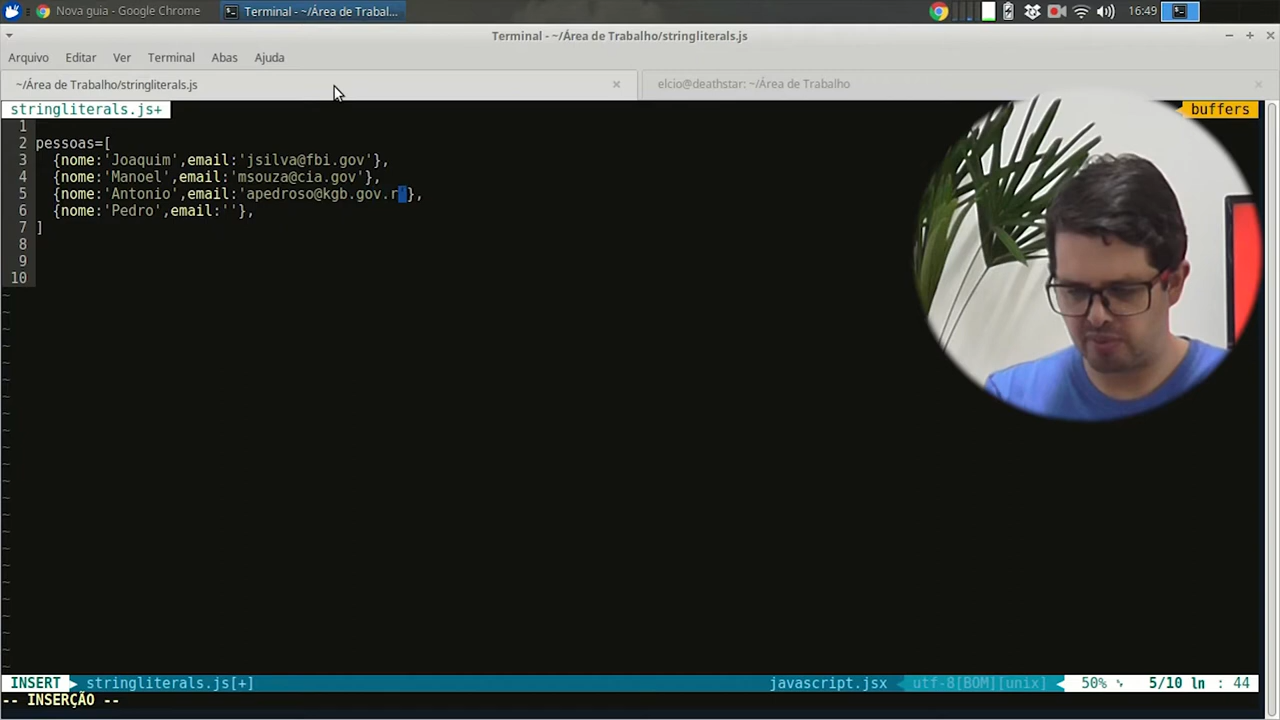 Nova guia - Google Chrome
Terminal - ~/Área de Trabal...
16:49
Terminal - ~/Área de Trabalho/stringliterals.js
Arquivo Editar Ver Terminal Abas Ajuda
~/Área de Trabalho/stringliterals.js
elcio@deathstar: ~/Área de Trabalho
stringliterals.js+
buffers
1
2 pessoas=[
3 {nome:'Joaquim',email:'jsilva@fbi.gov'},
4 {nome:'Manoel',email:'msouza@cia.gov'},
5 {nome:'Antonio',email:'apedroso@kgb.gov.r'},
6 {nome:'Pedro',email:''},
7 ]
8
9
10
INSERT stringliterals.js[+] javascript.jsx utf-8[BOM][unix] 50% 5/10 ln : 44
-- INSERÇÃO --